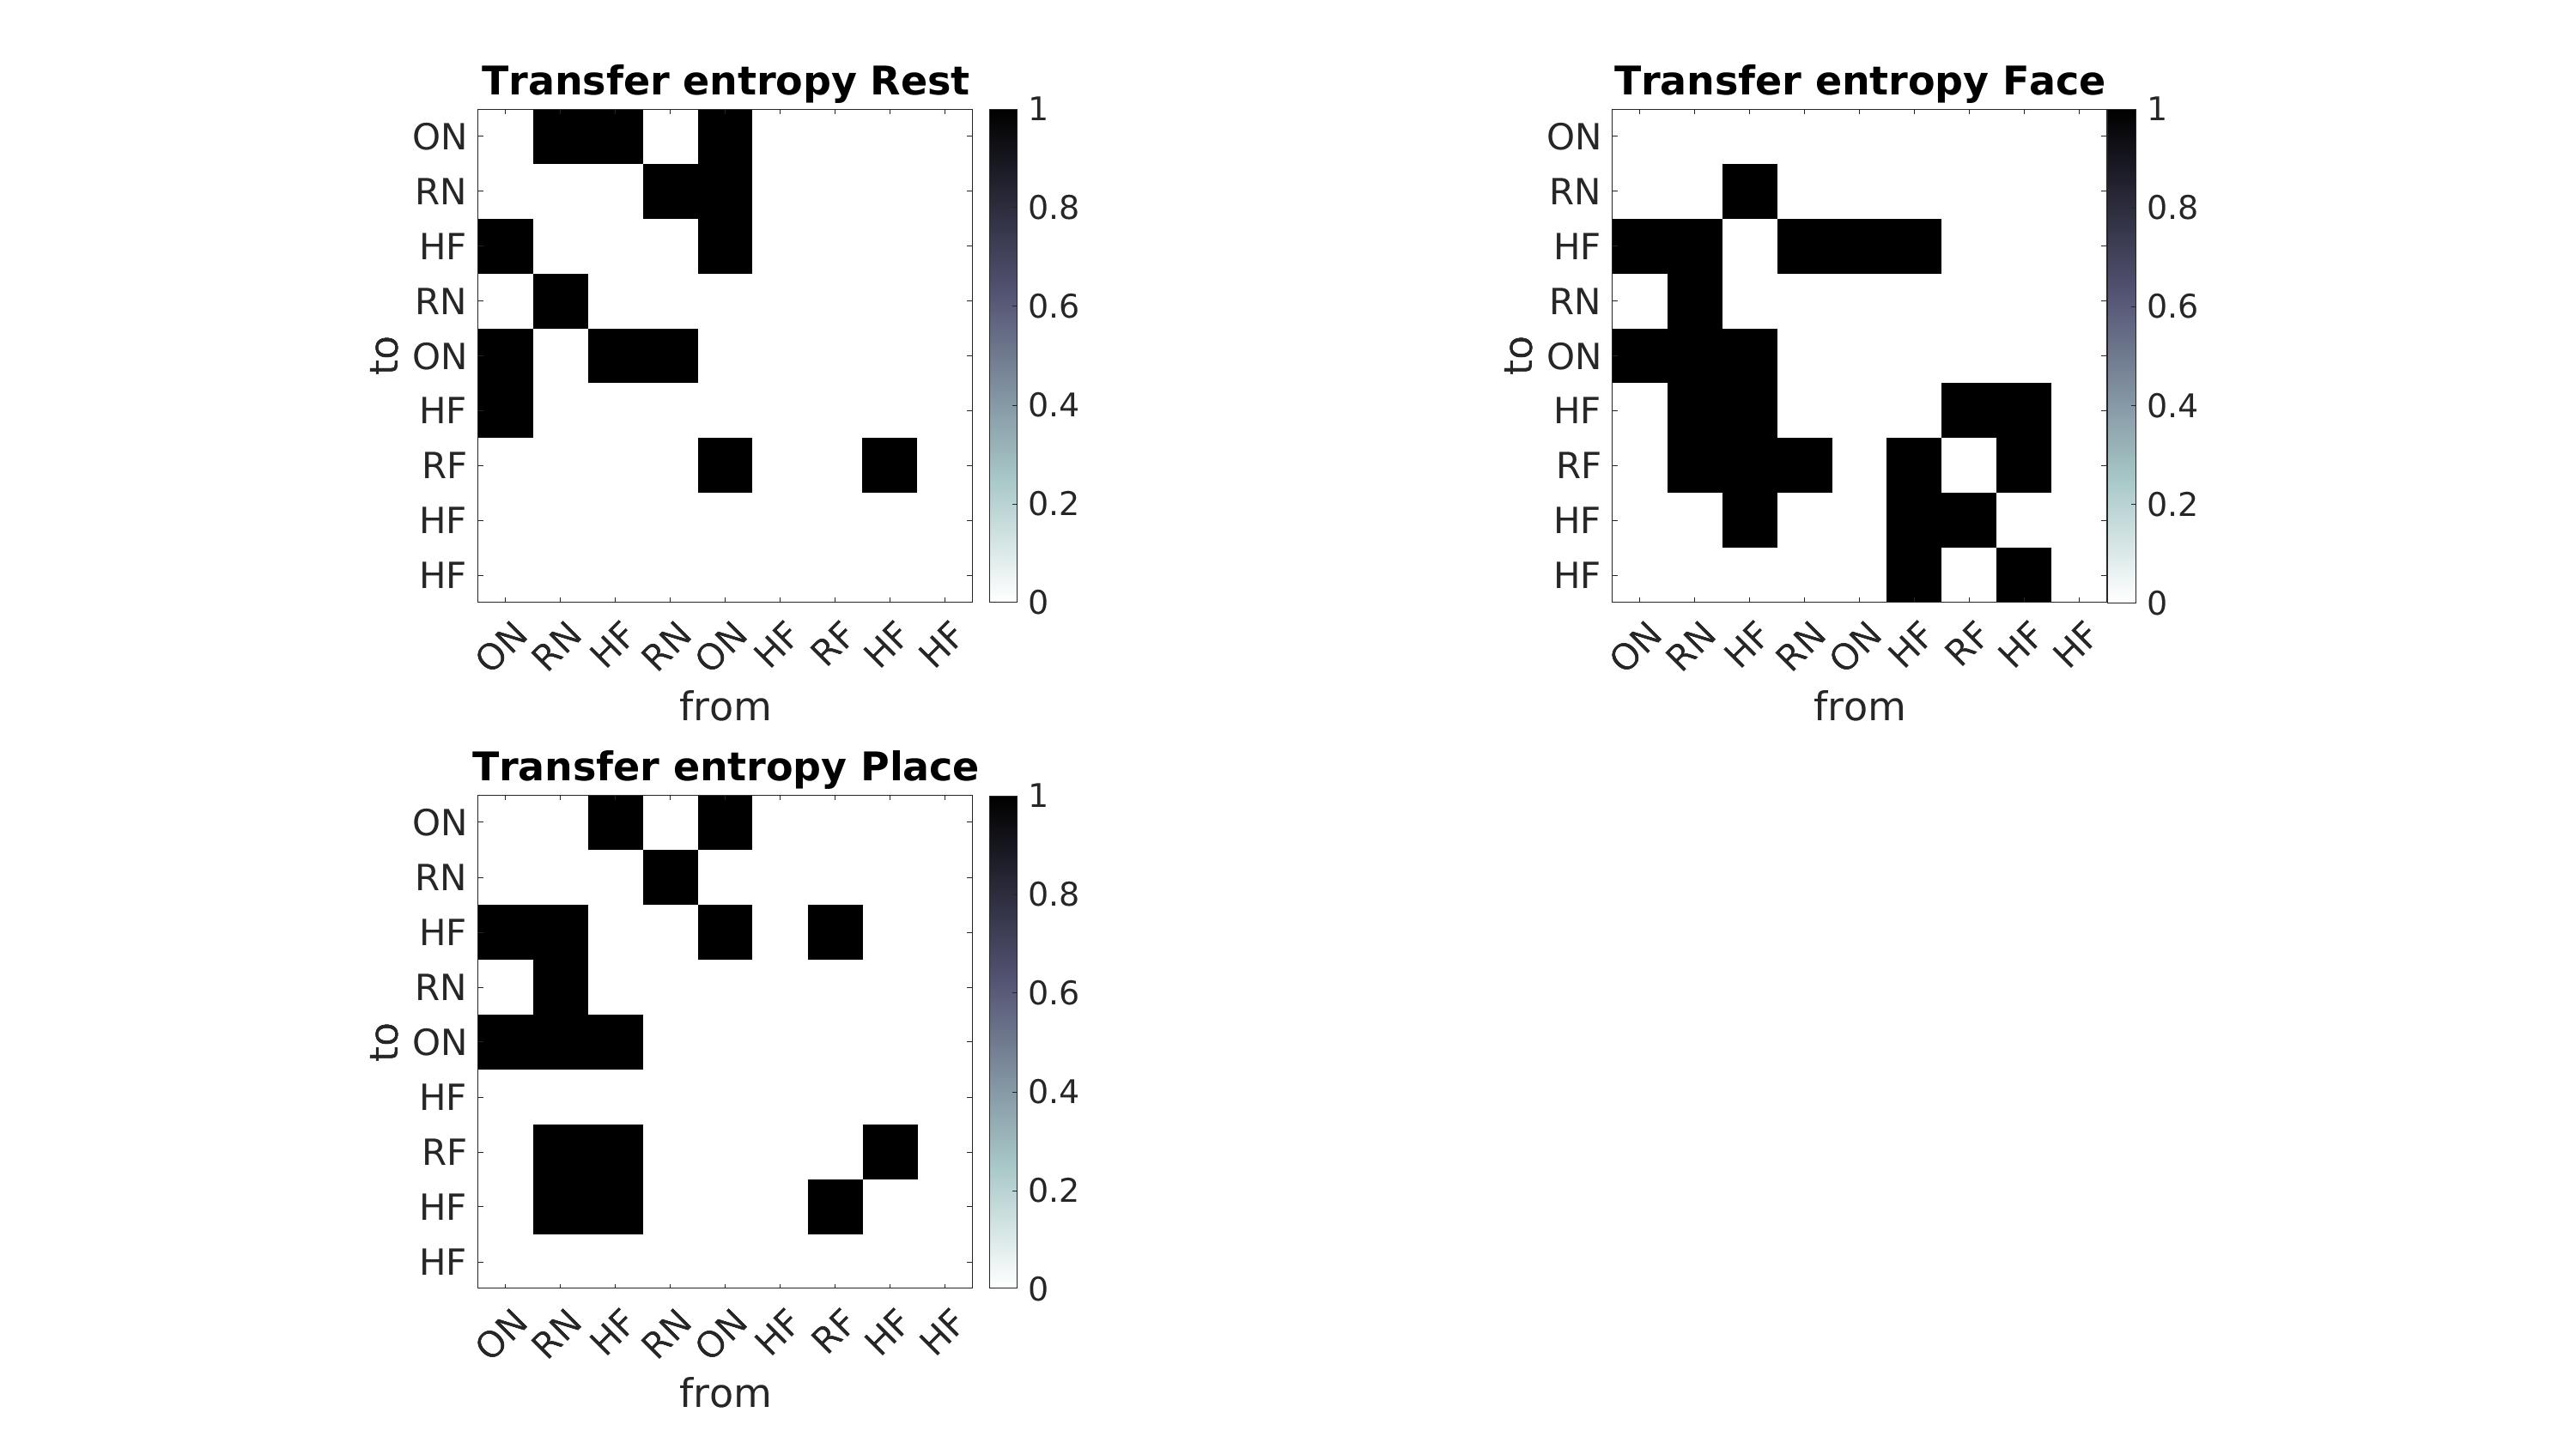 Transfer entropy Rest
ON
RN
HF
RN
ON
HF
RF
HF
HF
to
ON RN HF RN ON HF RF HF HF
from
1
0.8
0.6
0.4
0.2
0
Transfer entropy Face
ON
RN
HF
RN
ON
HF
RF
HF
HF
to
ON RN HF RN ON HF RF HF HF
from
1
0.8
0.6
0.4
0.2
0
Transfer entropy Place
ON
RN
HF
RN
ON
HF
RF
HF
HF
to
ON RN HF RN ON HF RF HF HF
from
1
0.8
0.6
0.4
0.2
0